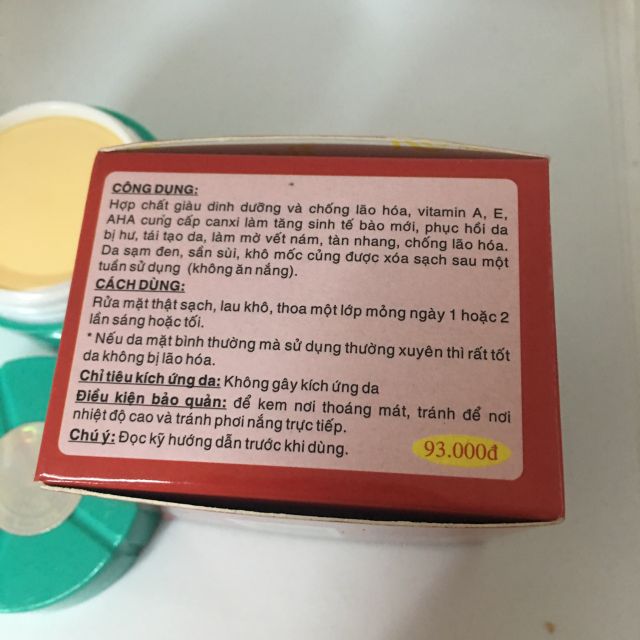 CÔNG DỤNG:
Hợp chất giàu dinh dưỡng và chống lão hóa, vitamin A, E,
AHA cung cấp canxi làm tăng sinh tế bào mới, phục hồi da
bị hư, tái tạo da, làm mờ vết nám, tàn nhang, chống lão hóa.
Da sạm đen, sần sùi, khô mốc củng được xóa sạch sau một
tuần sử dụng (không ăn nắng).
CÁCH DÙNG:
Rửa mặt thật sạch, lau khô, thoa một lớp mỏng ngày 1 hoặc 2
lần sáng hoặc tối.
* Nếu da mặt bình thường mà sử dụng thường xuyên thì rất tốt
da không bị lão hóa.
Chỉ tiêu kích ứng da: Không gây kích ứng da
Điều kiện bảo quản: để kem nơi thoáng mát, tránh để nơi
nhiệt độ cao và tránh phơi nắng trực tiếp.
Chú ý: Đọc kỹ hướng dẫn trước khi dùng.
93.000đ